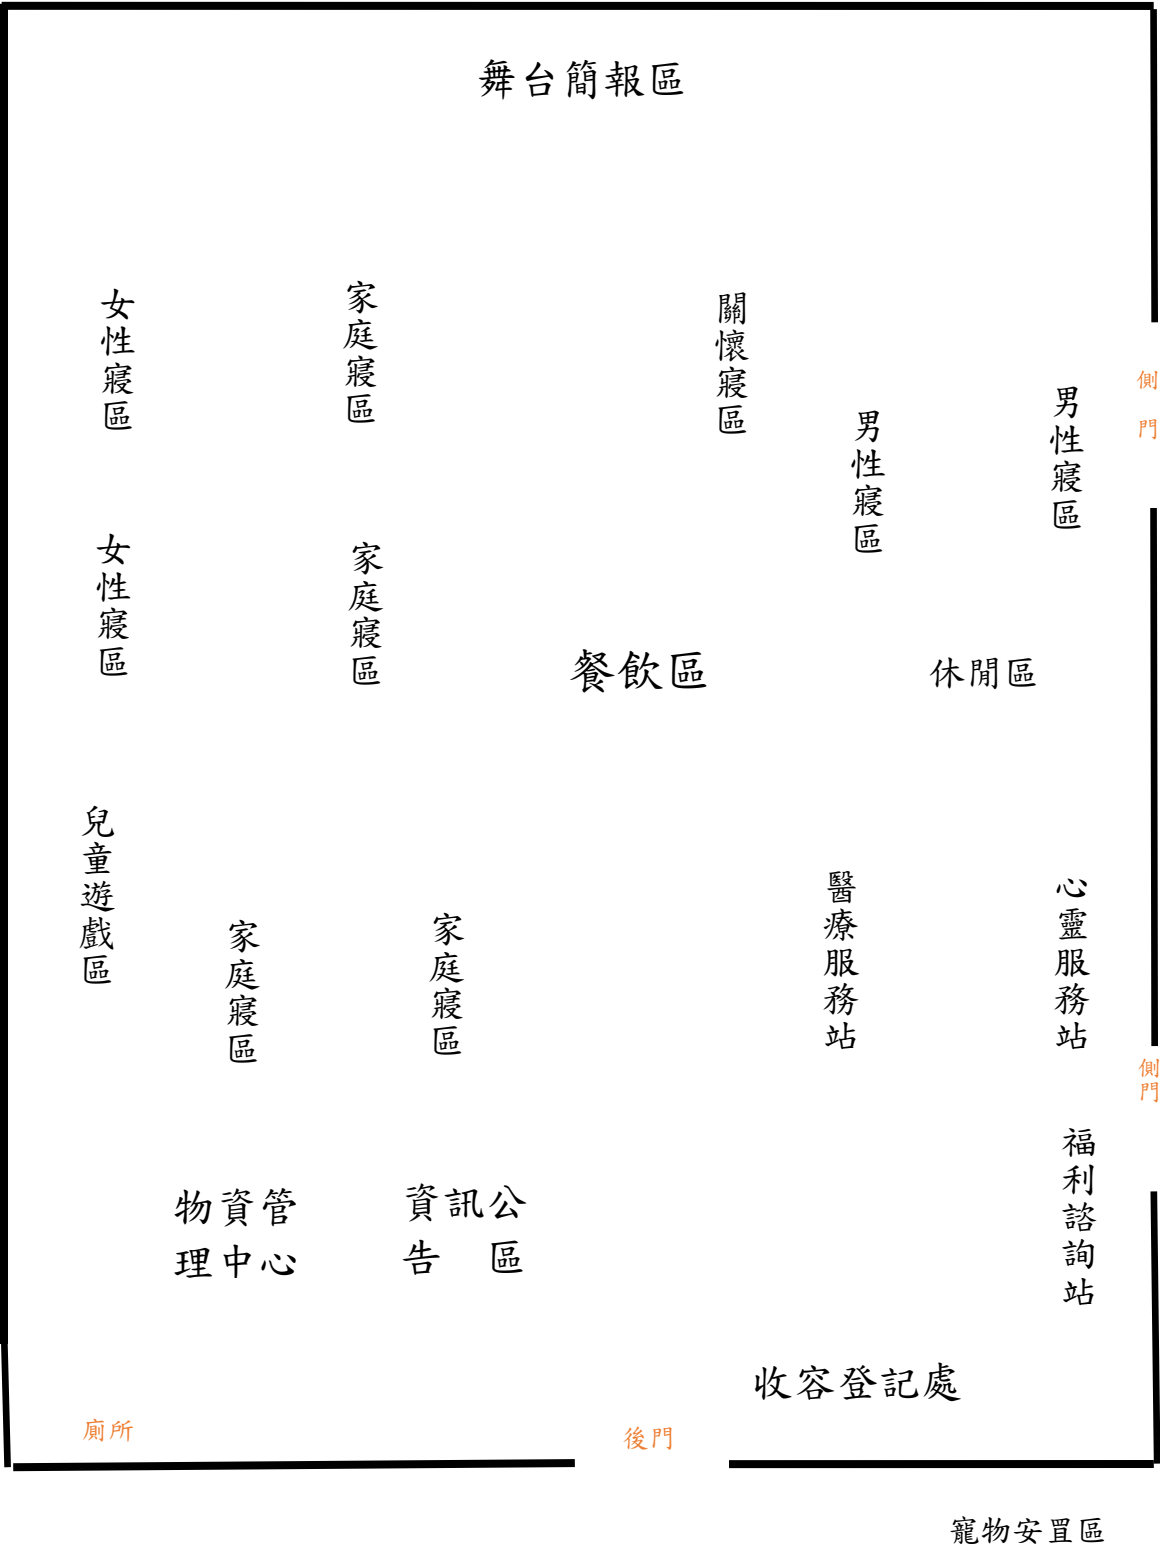 舞台簡報區
女性寢區
家庭寢區
關懷寢區
男性寢區
男性寢區
側門
女性寢區
家庭寢區
餐飲區
休閒區
兒童遊戲區
家庭寢區
家庭寢區
醫療服務站
心靈服務站
側門
福利諮詢站
物資管
理中心
資訊公
告 區
收容登記處
廁所
後門
寵物安置區